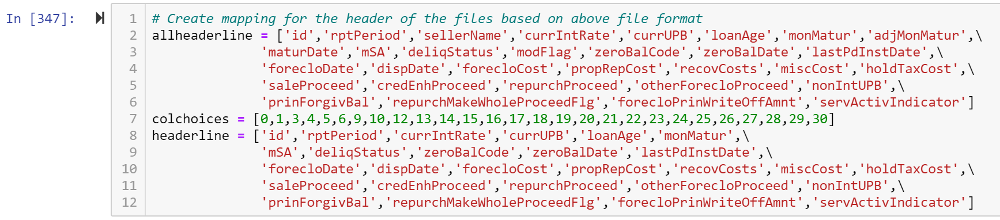 In [347]:
1 # Create mapping for the header of the files based on above file format
2 allheaderline = ['id','rptPeriod','sellerName','currIntRate','currUPB','loanAge','monMatur','adjMonMatur',\
3 'maturDate','mSA','deliqStatus','modFlag','zeroBalCode','zeroBalDate','lastPdInstDate',\
4 'forecloDate','dispDate','forecloCost','propRepCost','recovCosts','miscCost','holdTaxCost',\
5 'saleProceed','credEnhProceed','repurchProceed','otherForecloProceed','nonIntUPB',\
6 'prinForgivBal','repurchMakeWholeProceedFlg','forecloPrinWriteOffAmnt','servActivIndicator']
7 colchoices = [0,1,3,4,5,6,9,10,12,13,14,15,16,17,18,19,20,21,22,23,24,25,26,27,28,29,30]
8 headerline = ['id','rptPeriod','currIntRate','currUPB','loanAge','monMatur',\
9 'mSA','deliqStatus','zeroBalCode','zeroBalDate','lastPdInstDate',\
10 'forecloDate','dispDate','forecloCost','propRepCost','recovCosts','miscCost','holdTaxCost',\
11 'saleProceed','credEnhProceed','repurchProceed','otherForecloProceed','nonIntUPB',\
12 'prinForgivBal','repurchMakeWholeProceedFlg','forecloPrinWriteOffAmnt','servActivIndicator']